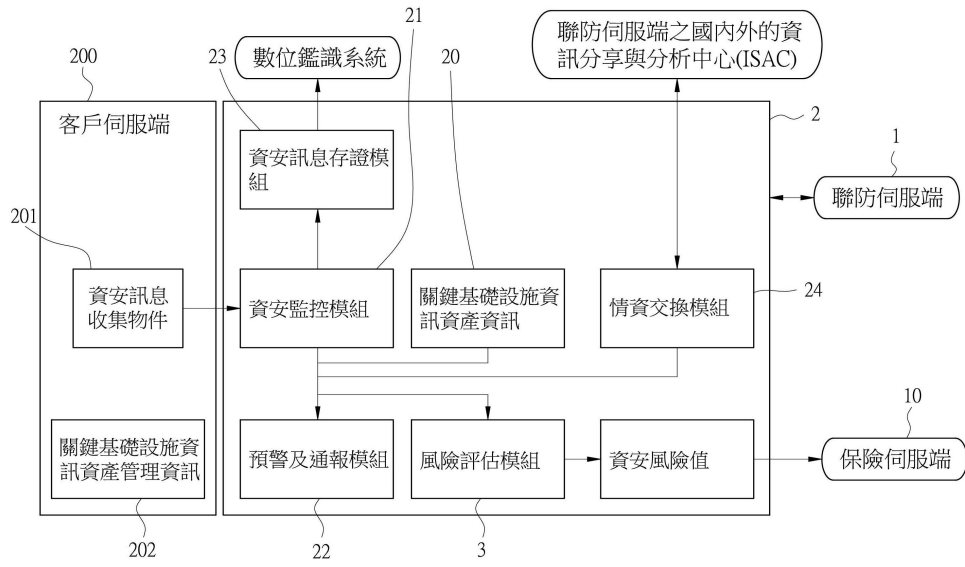 200
客戶伺服端
201
資安訊息
收集物件
關鍵基礎設施資
訊資產管理資訊
202
數位鑑識系統
23
21
20
資安訊息存證模
組
資安監控模組
關鍵基礎設施資
訊資產資訊
聯防伺服端之國內外的資
訊分享與分析中心(ISAC)
2
1
聯防伺服端
情資交換模組
24
預警及通報模組
22
風險評估模組
3
資安風險值
10
保險伺服端